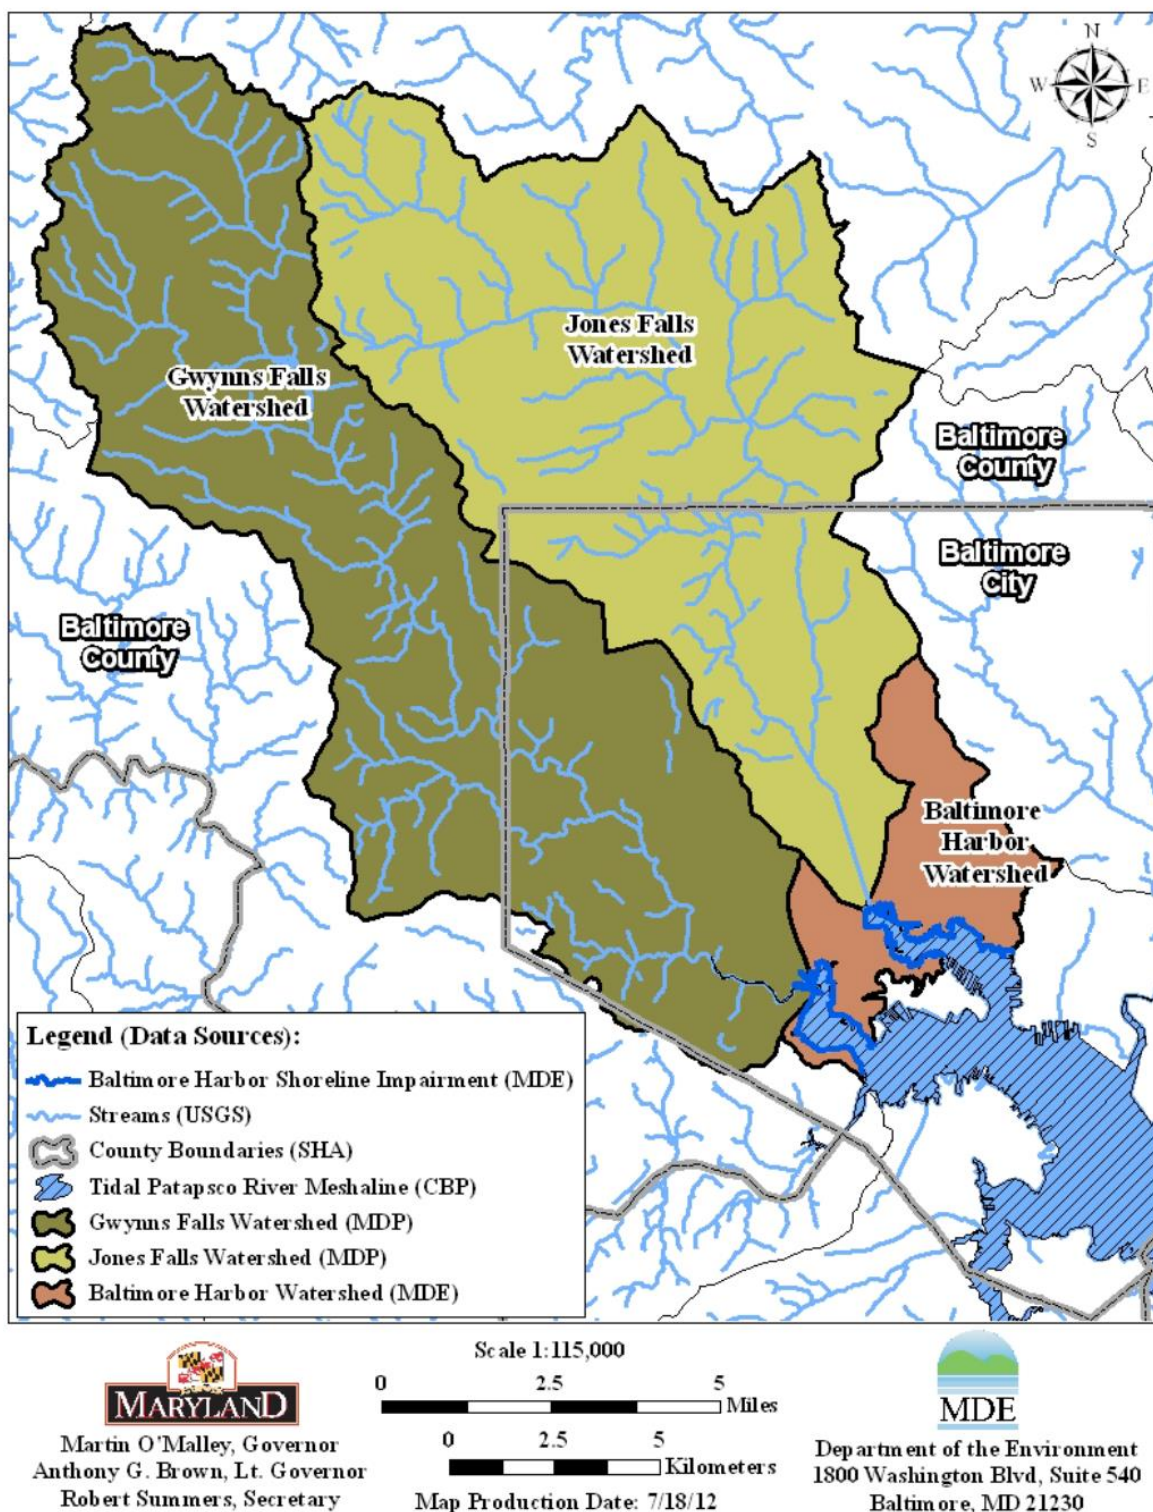 N
W E
S
Jones Falls
Watershed
Gwynns Falls
Watershed
Baltimore
County
Baltimore
City
Baltimore
County
Baltimore
Harbor
Watershed
Legend (Data Sources):
Baltimore Harbor Shoreline Impairment (MDE)
Streams (USGS)
County Boundaries (SHA)
Tidal Patapsco River Meshaline (CBP)
Gwynns Falls Watershed (MDP)
Jones Falls Watershed (MDP)
Baltimore Harbor Watershed (MDE)
Scale 1:115,000
0 2.5 5
Miles
0 2.5 5
Kilometers
Map Production Date: 7/18/12
MARYLAND
Martin O'Malley, Governor
Anthony G. Brown, Lt. Governor
Robert Summers, Secretary
MDE
Department of the Environment
1800 Washington Blvd, Suite 540
Baltimore, MD 21230